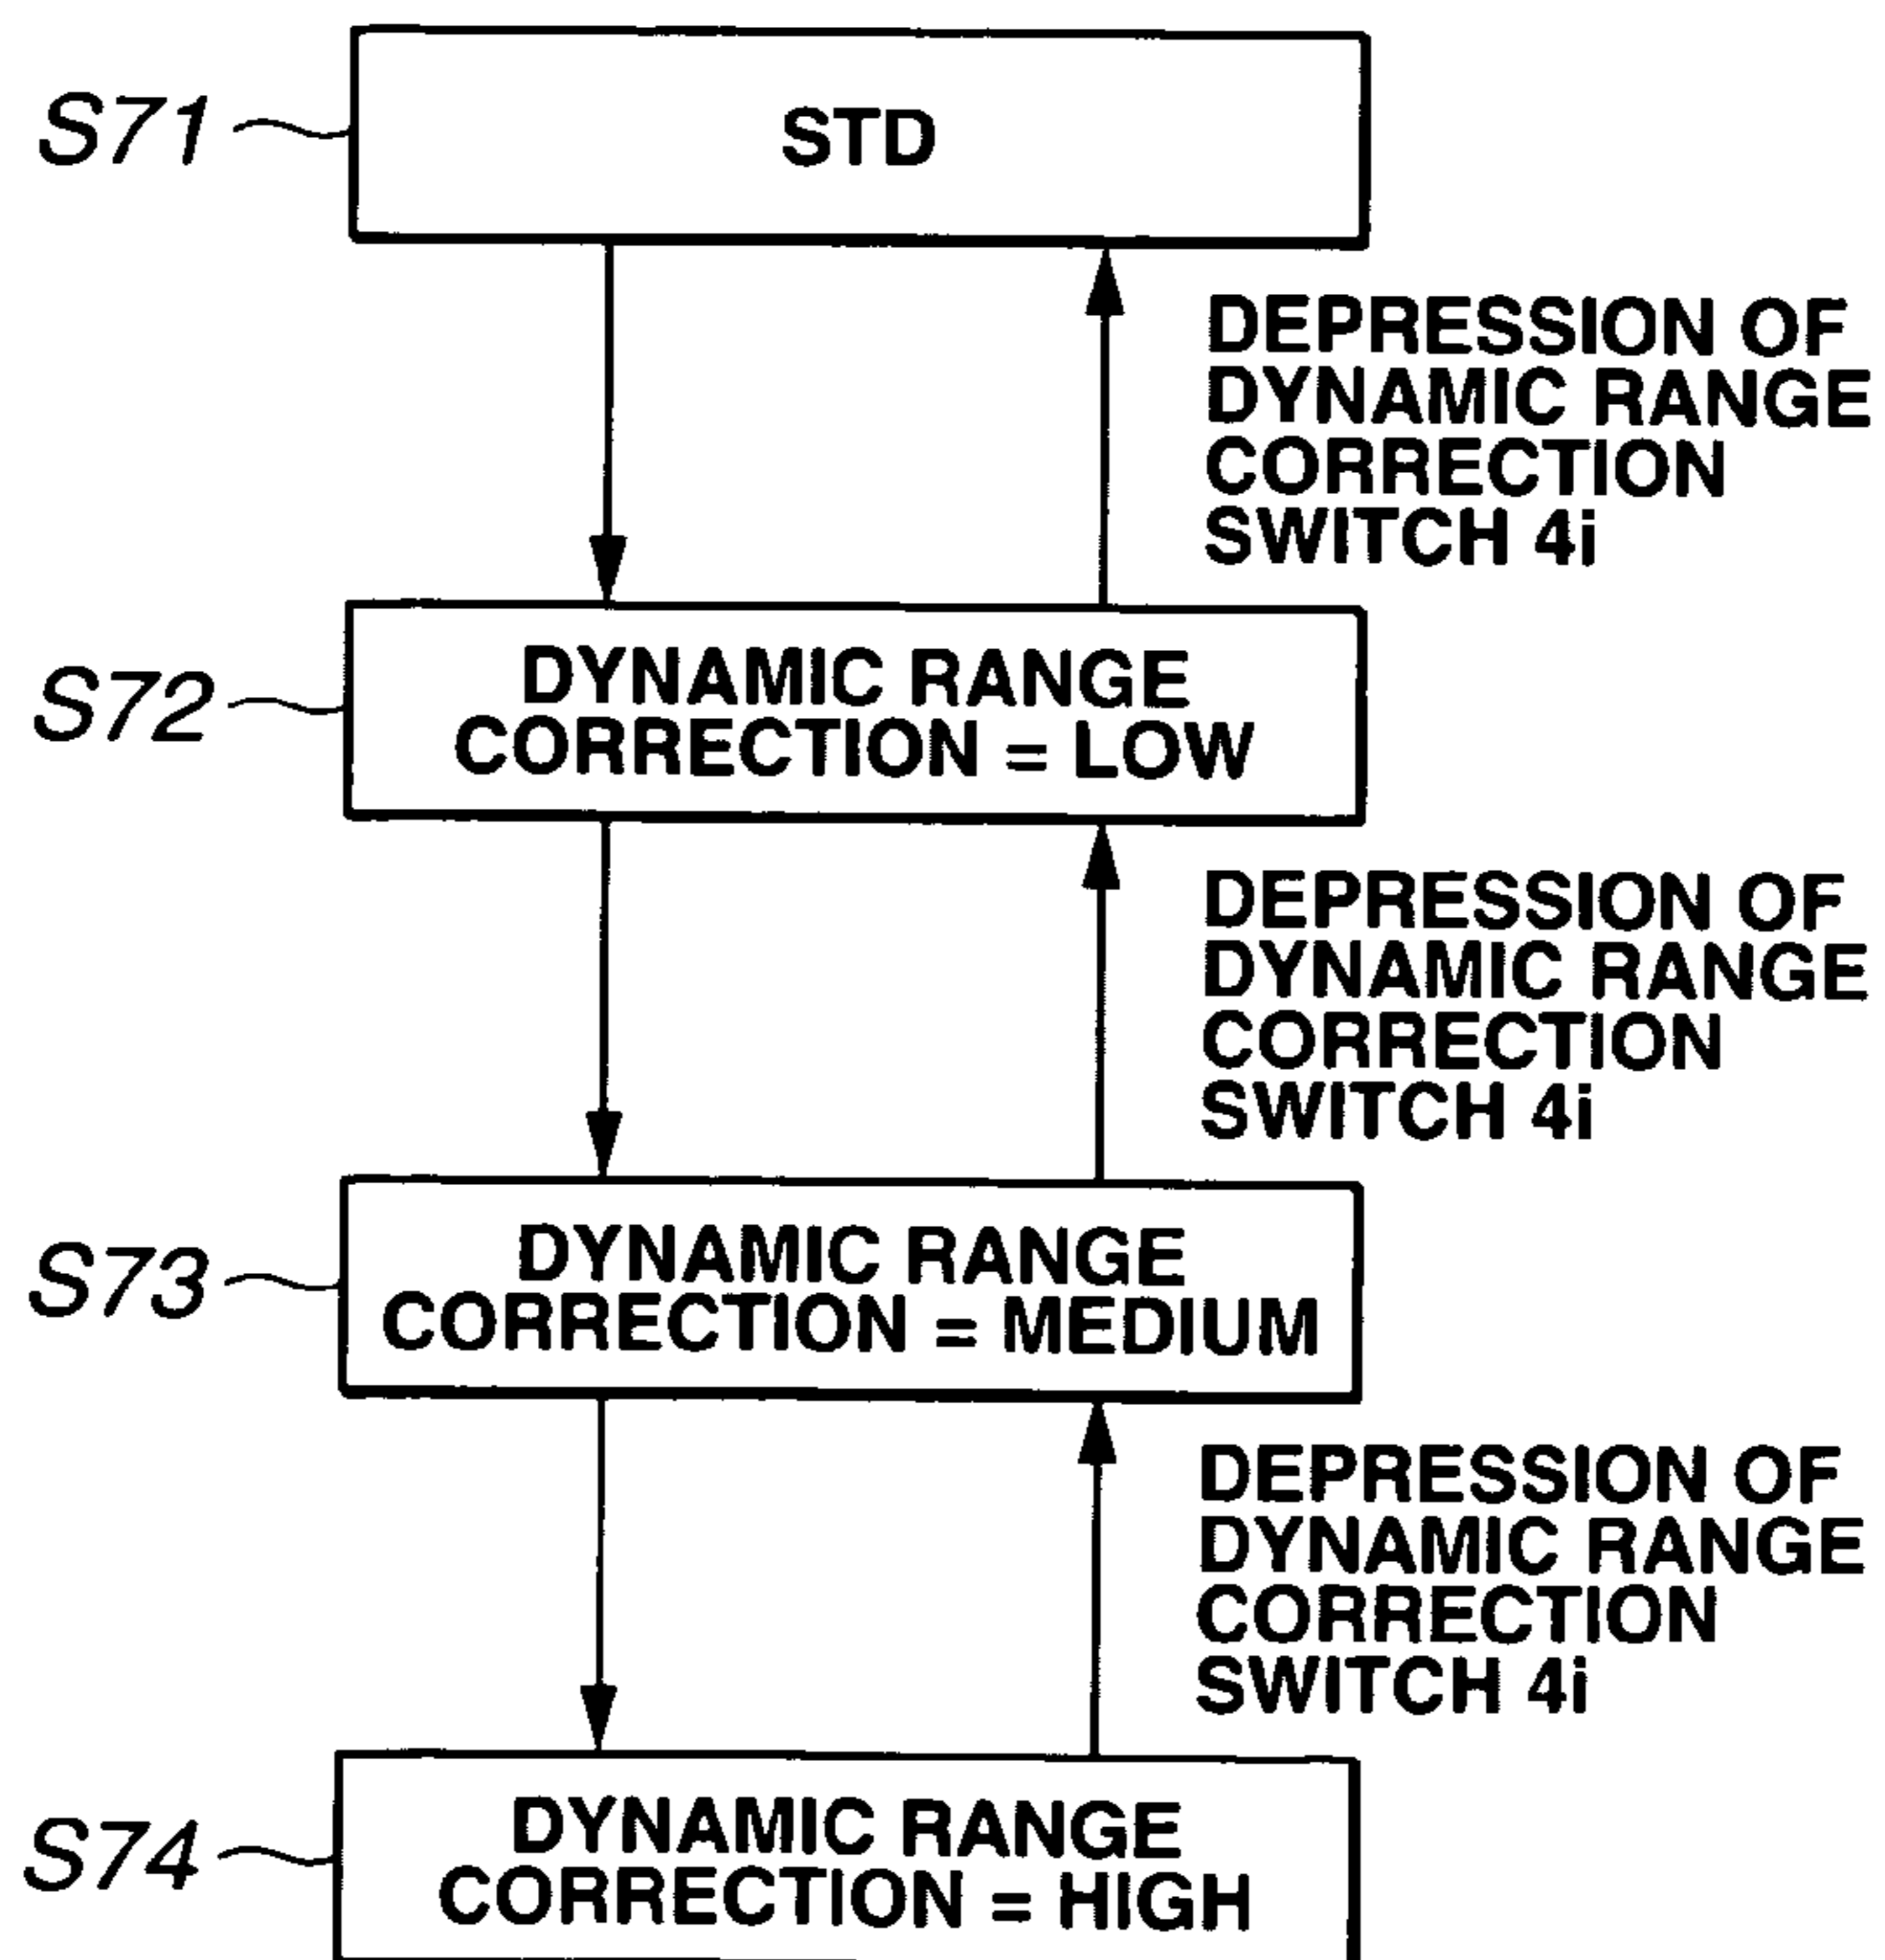 S71
STD
DEPRESSION OF
DYNAMIC RANGE
CORRECTION
SWITCH 4i
S72
DYNAMIC RANGE
CORRECTION = LOW
DEPRESSION OF
DYNAMIC RANGE
CORRECTION
SWITCH 4i
S73
DYNAMIC RANGE
CORRECTION = MEDIUM
DEPRESSION OF
DYNAMIC RANGE
CORRECTION
SWITCH 4i
S74
DYNAMIC RANGE
CORRECTION = HIGH